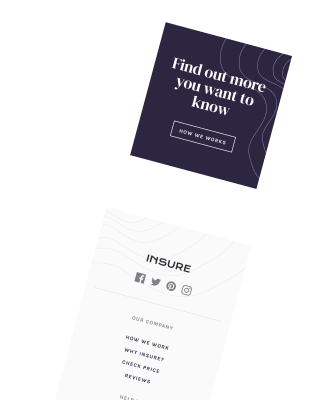 Find out more
you want to
know
HOW WE WORKS
INSURE
OUR COMPANY
HOW WE WORK
WHY INSURE?
CHECK PRICE
REVIEWS